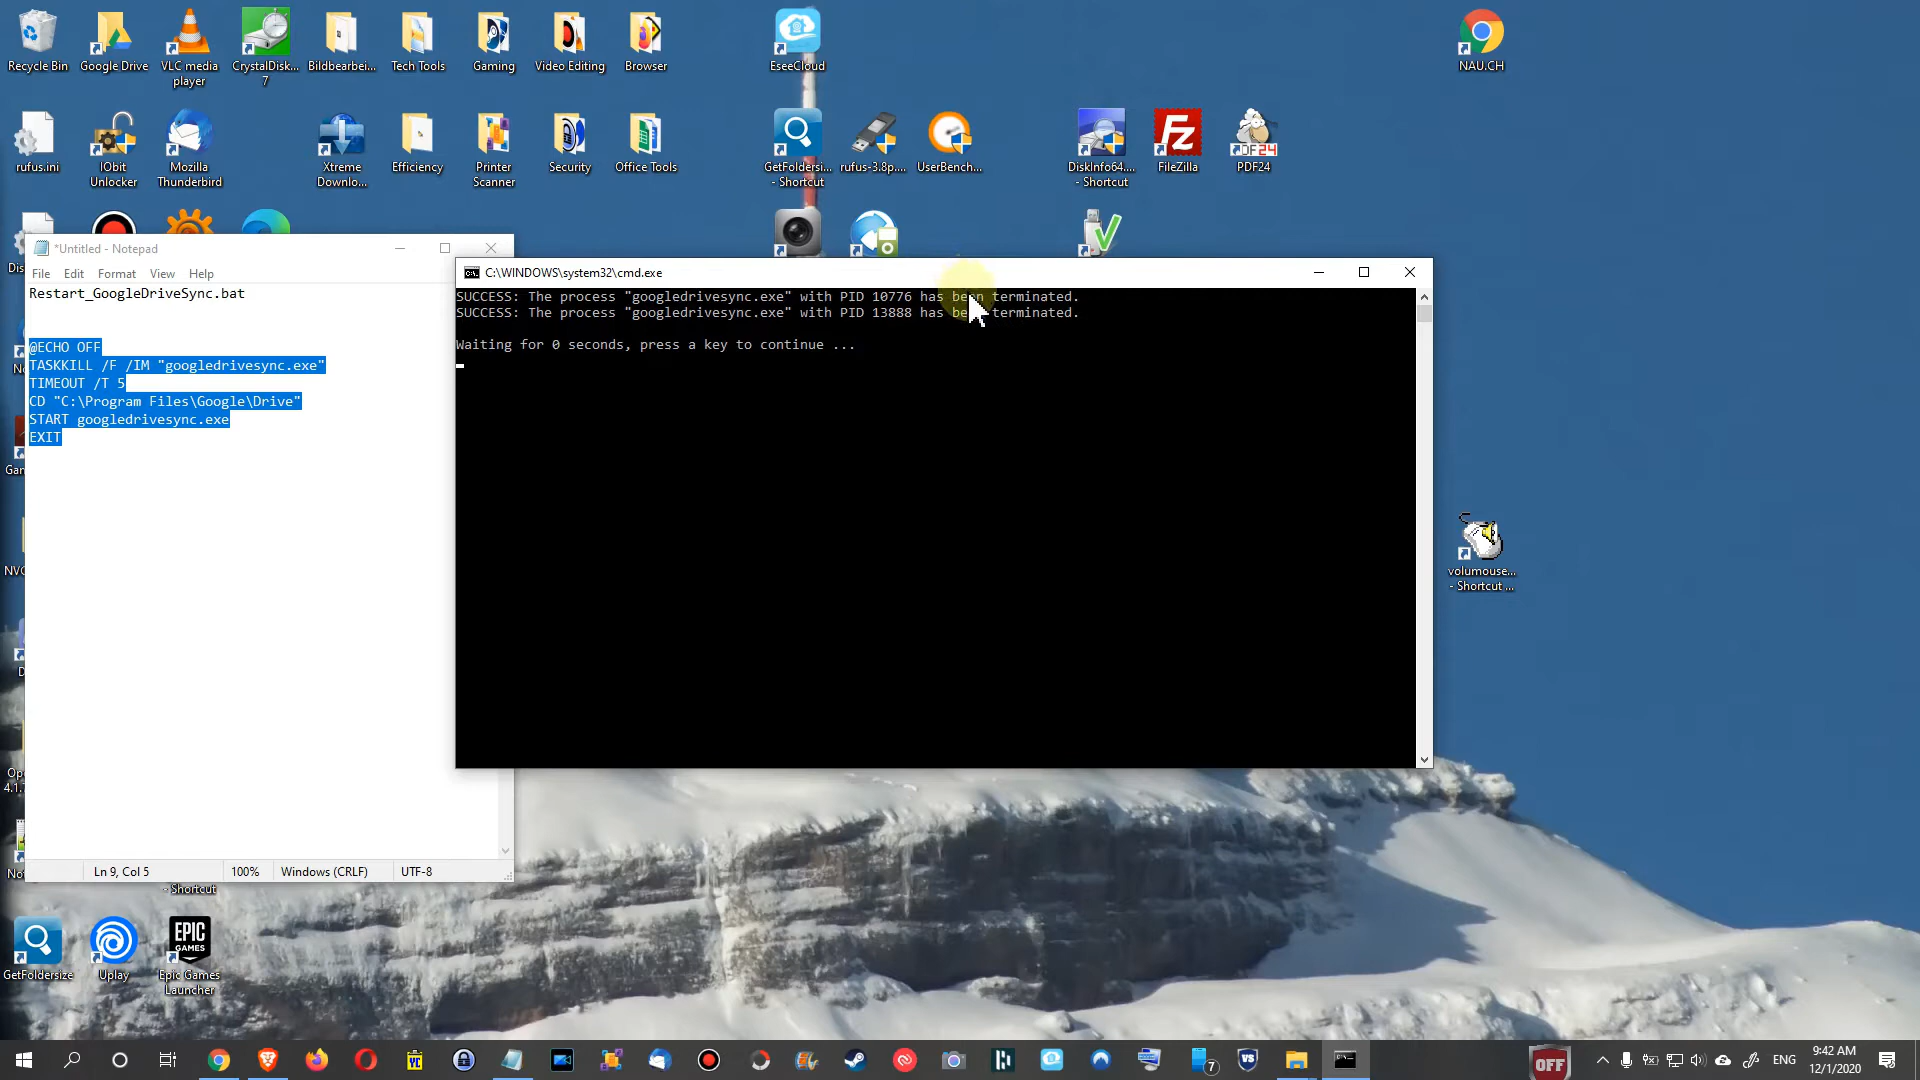 Recycle Bin
Google Drive
VLC media player
CrystalDisk... 7
Bildbearbei...
Tech Tools
Gaming
Video Editing
Browser
EseeCloud
NAU.CH
rufus.ini
IObit Unlocker
Mozilla Thunderbird
Xtreme Downlo...
Efficiency
Printer Scanner
Security
Office Tools
GetFoldersi... - Shortcut
rufus-3.8p...
UserBench...
DiskInfo64.... - Shortcut
FileZilla
PDF24
*Untitled - Notepad
File Edit Format View Help
Restart_GoogleDriveSync.bat
@ECHO OFF
TASKKILL /F /IM "googledrivesync.exe"
TIMEOUT /T 5
CD "C:\Program Files\Google\Drive"
START googledrivesync.exe
EXIT
Ln 9, Col 5
100%
Windows (CRLF)
UTF-8
C:\WINDOWS\system32\cmd.exe
SUCCESS: The process "googledrivesync.exe" with PID 10776 has been terminated.
SUCCESS: The process "googledrivesync.exe" with PID 13888 has been terminated.
Waiting for 0 seconds, press a key to continue ...
volumouse... - Shortcut ...
- Shortcut
GetFoldersize
Uplay
EPIC GAMES
Epic Games Launcher
OFF
7
ENG
9:42 AM
12/1/2020